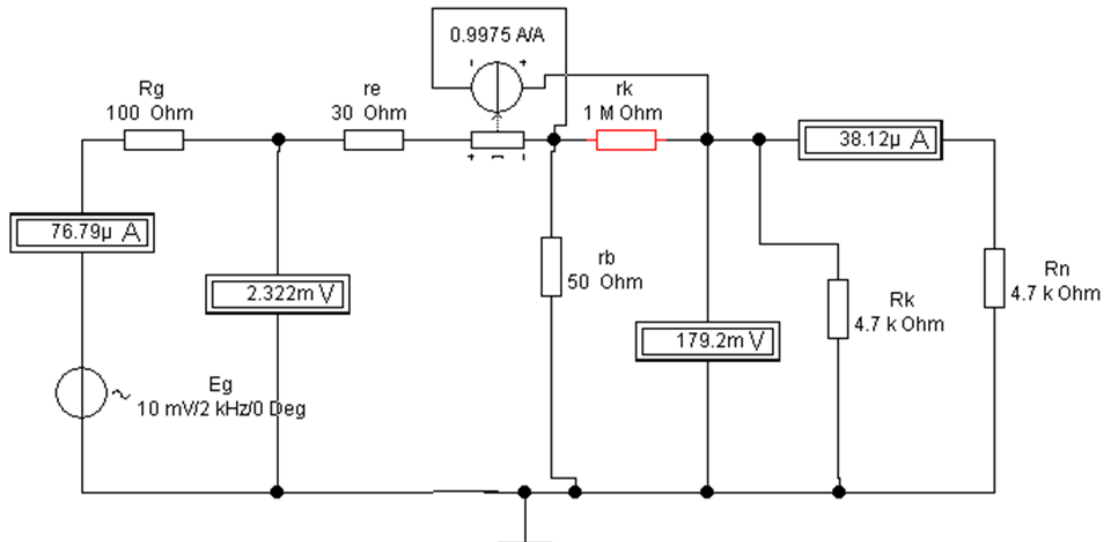 0.9975 A/A
Rg
100 Ohm
re
30 Ohm
rk
1 M Ohm
38.12µ A
76.79µ A
2.322m V
rb
50 Ohm
Rn
4.7 k Ohm
Rk
4.7 k Ohm
179.2m V
Eg
10 mV/2 kHz/0 Deg